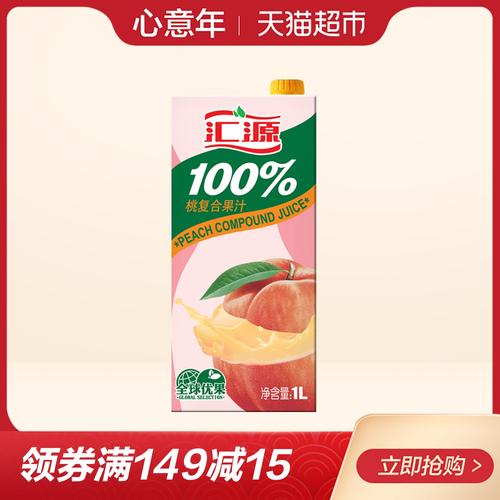 心意年 天猫超市
汇源
100%
桃复合果汁
*PEACH COMPOUND JUICE*
全球优果
GLOBAL SELECTION
净含量:1L
领券满149减15
立即抢购 >